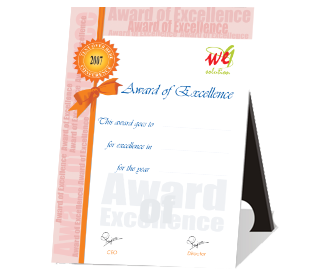 Award of Excellence
Award of Excellence
2007
we
solution
Award of Excellence
This award goes to
for excellence in
for the year
Award
of
Excellence
CEO
Director